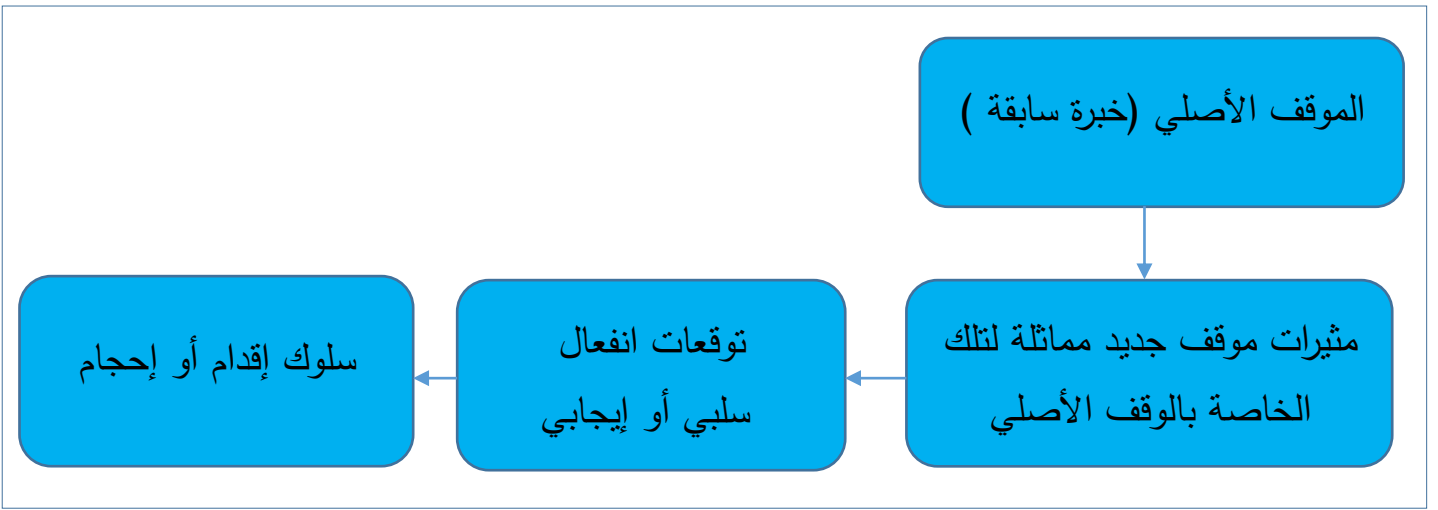 الموقف الأصلي (خبرة سابقة )
مثيرات موقف جديد مماثلة لتلك
الخاصة بالوقف الأصلي
توقعات انفعال
سلبي أو إيجابي
سلوك إقدام أو إحجام